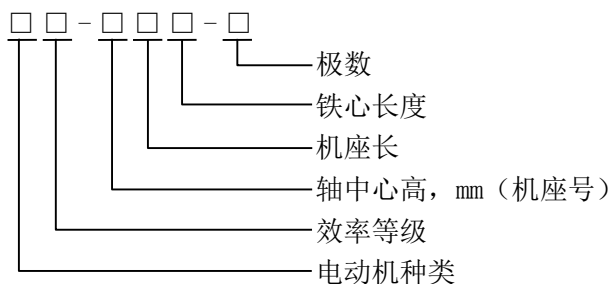 □□-□□□-□
极数
铁心长度
机座长
轴中心高，mm（机座号）
效率等级
电动机种类